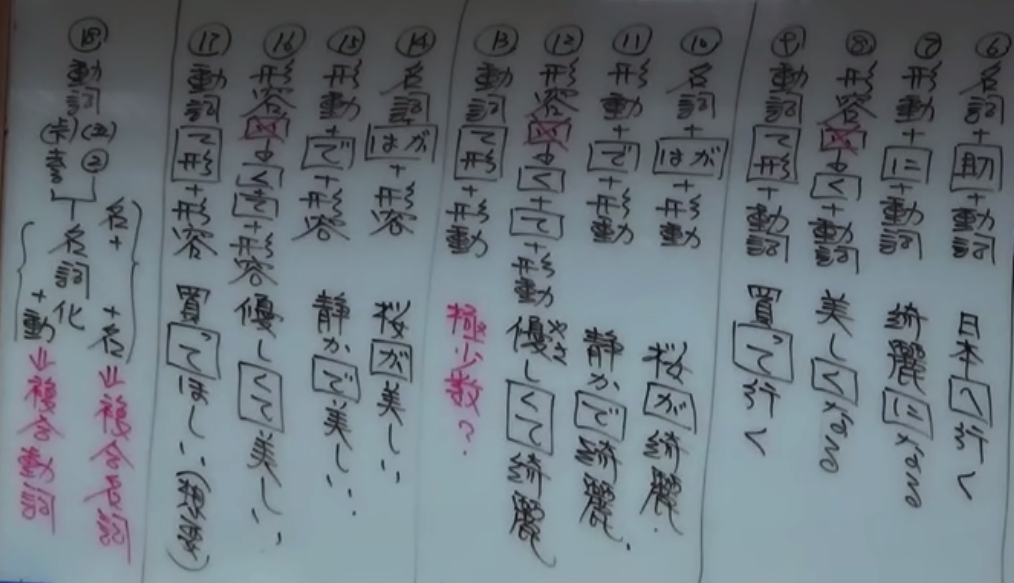 ⑥ 名詞+助+動詞 日本へ行く
⑦ 形動+に+動詞 綺麗になる
⑧ 形容い→く+動詞 美しくなる
⑨ 動詞て形+動詞 買って行く
⑩ 名詞+はが+形動 桜が綺麗.
⑪ 形動+で+形動 静かで綺麗.
⑫ 形容い→く+て+形動 優しくて綺麗 やさ
⑬ 動詞て形+形動 極少数?
⑭ 名詞はが+形容 桜が美しい
⑮ 形動+で+形容 静かで美しい.
⑯ 形容い→くて+形容 優しくて美しい.
⑰ 動詞て形+形容 買ってほしい(想要)
⑱ 動詞 ② 名詞化 名+ +名 ⇒複合名詞
+動 ⇒複合動詞